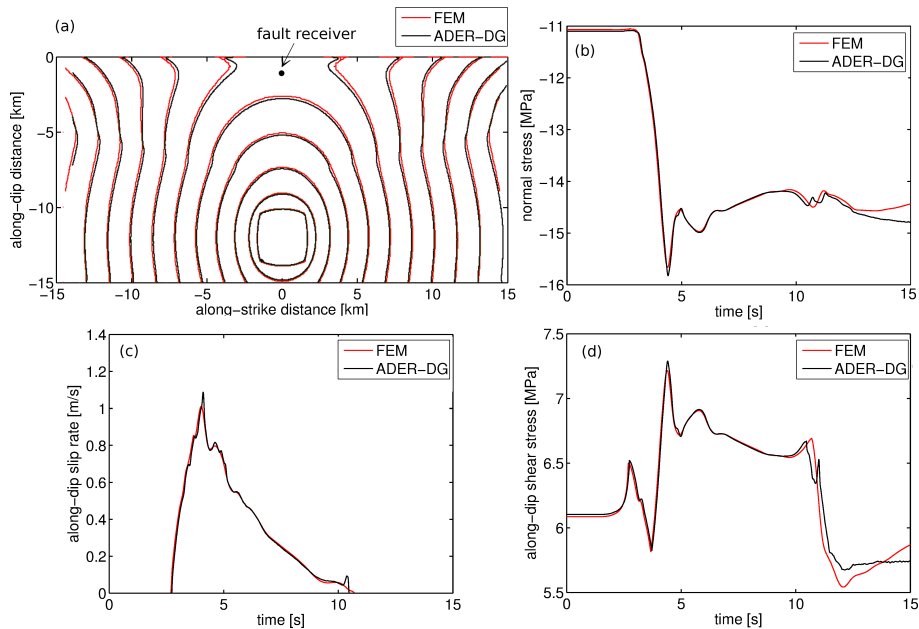 (a)
FEM
ADER−DG
fault receiver
0
−5
−10
−15
along−dip distance [km]
−15
−10
−5
0
5
10
15
along−strike distance [km]
(b)
FEM
ADER−DG
−11
−12
−13
−14
−15
−16
normal stress [MPa]
0
5
10
15
time [s]
(c)
FEM
ADER−DG
1.4
1.2
1
0.8
0.6
0.4
0.2
0
along−dip slip rate [m/s]
0
5
10
15
time [s]
(d)
FEM
ADER−DG
7.5
7
6.5
6
5.5
along−dip shear stress [MPa]
0
5
10
15
time [s]